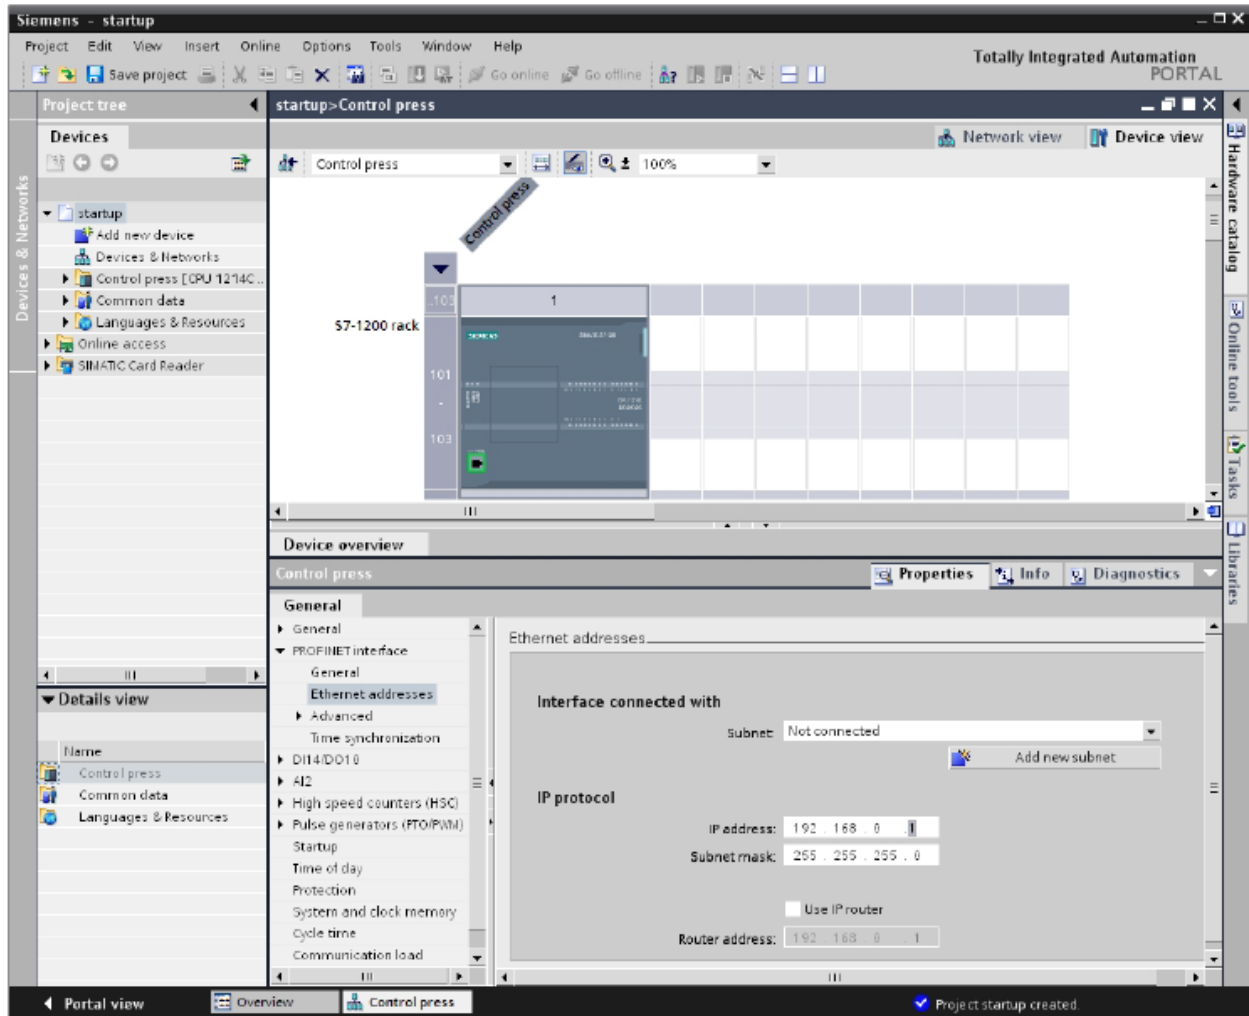 Siemens - startup
Project Edit View Insert Online Options Tools Window Help
Totally Integrated Automation
PORTAL
Save project Go online Go offline
Project tree
startup>Control press
Devices
Network view Device view
Control press 100%
Devices & Networks
startup
Add new device
Devices & Networks
Control press [CPU 1214C ..
Common data
Languages & Resources
Online access
SIMATIC Card Reader
Control press
..103 1
S7-1200 rack
SIEMENS
101
-
103
Hardware catalog
Online tools
Tasks
Libraries
Device overview
Control press
Properties Info Diagnostics
General
General
PROFINET interface
General
Ethernet addresses
Advanced
Time synchronization
DI14/DO10
AI2
High speed counters (HSC)
Pulse generators (PTO/PWM)
Startup
Time of day
Protection
System and clock memory
Cycle time
Communication load
Ethernet addresses
Interface connected with
Subnet: Not connected
Add new subnet
IP protocol
IP address: 192 . 168 . 0 . 1
Subnet mask: 255 . 255 . 255 . 0
Use IP router
Router address: 192 . 168 . 0 . 1
Details view
Name
Control press
Common data
Languages & Resources
Portal view Overview Control press Project startup created.